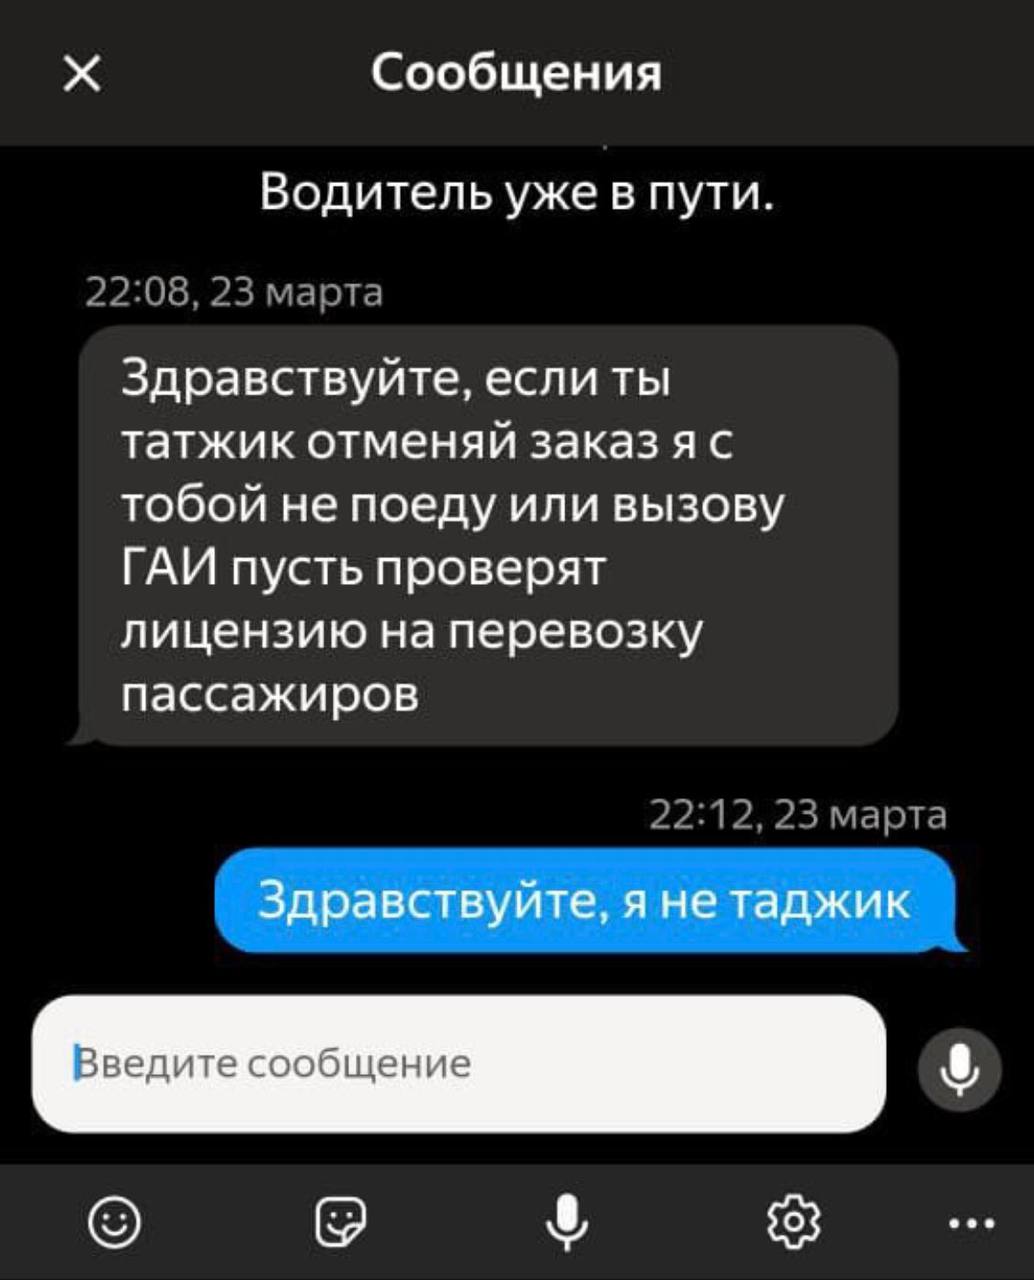 Сообщения
Водитель уже в пути.
22:08, 23 марта
Здравствуйте, если ты
татжик отменяй заказ я с
тобой не поеду или вызову
ГАИ пусть проверят
лицензию на перевозку
пассажиров
22:12, 23 марта
Здравствуйте, я не таджик
Введите сообщение